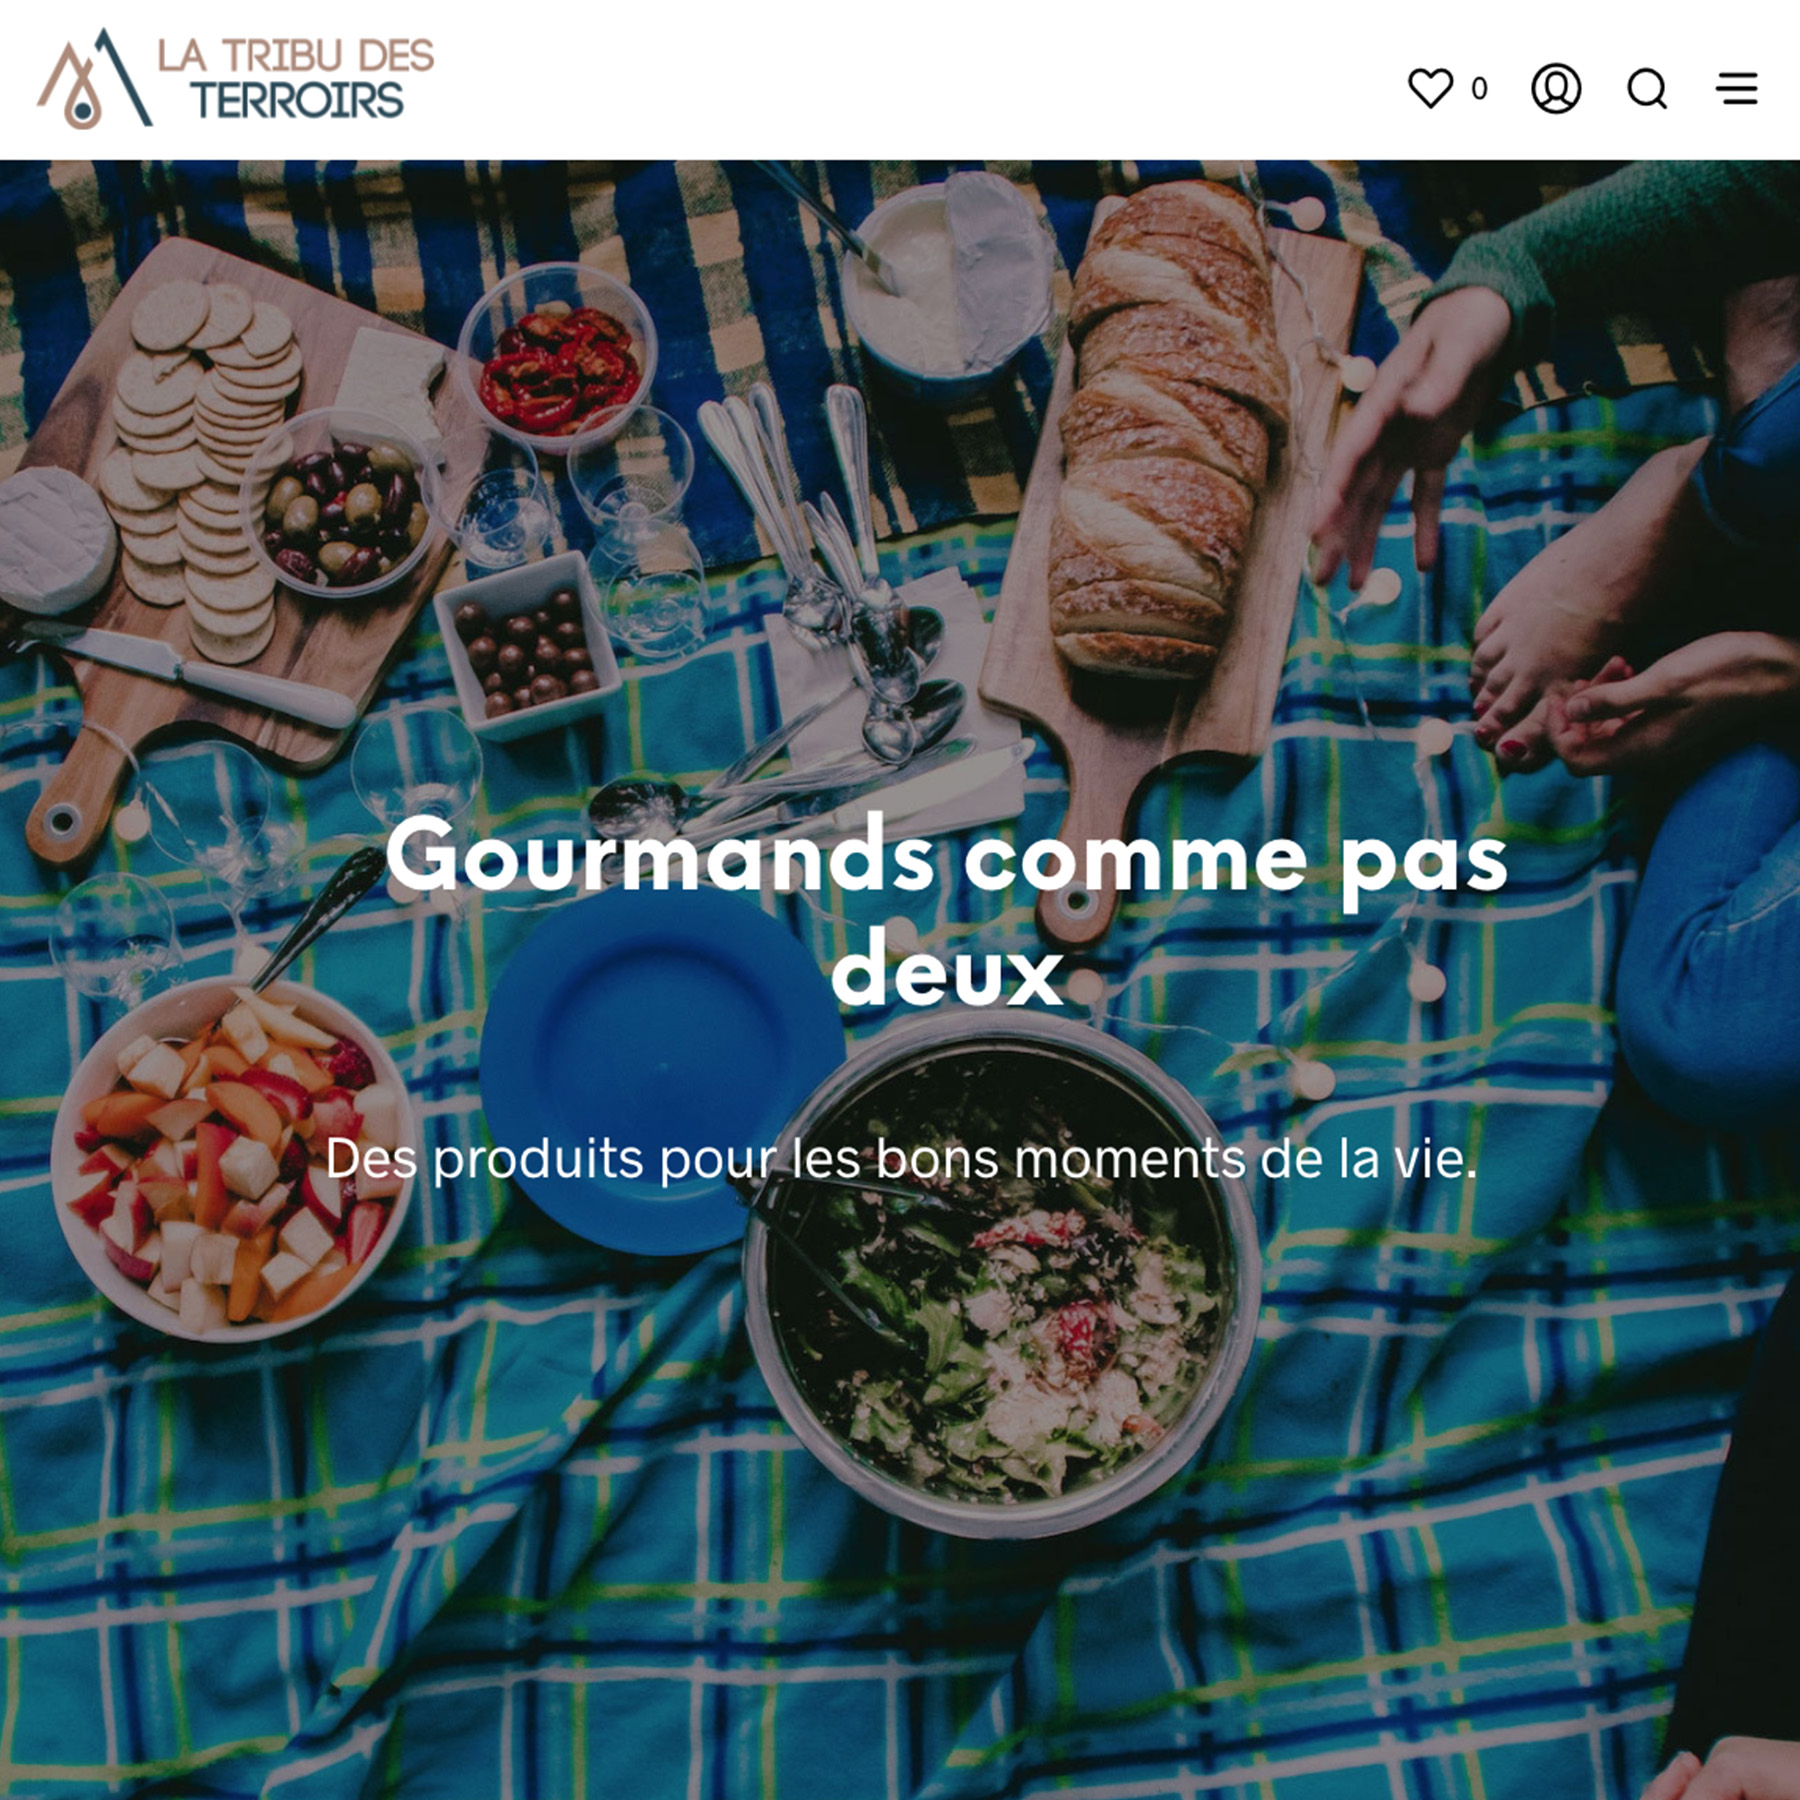 LA TRIBU DES
TERROIRS
0
Gourmands comme pas
deux
Des produits pour les bons moments de la vie.